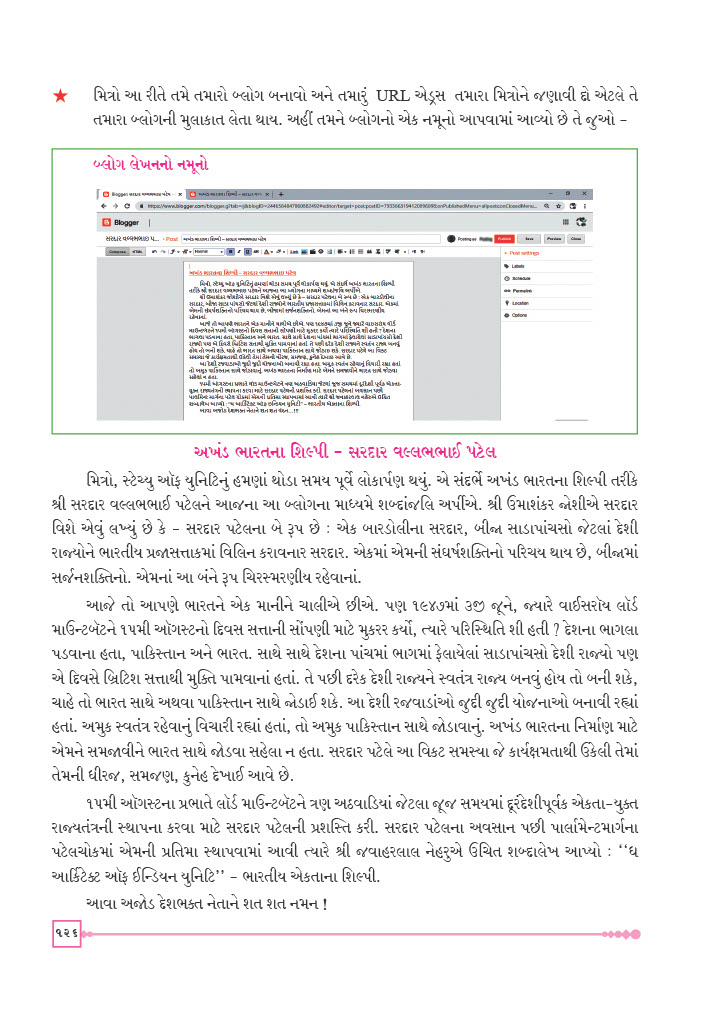 ★ મિત્રો આ રીતે તમે તમારો બ્લોગ બનાવો અને તમારું URL એડ્રસ તમારા મિત્રોને જણાવી દો એટલે તે
તમારા બ્લોગની મુલાકાત લેતા થાય. અહીં તમને બ્લોગનો એક નમૂનો આપવામાં આવ્યો છે તે જુઓ -
બ્લોગ લેખનનો નમૂનો
Blogger
Post
Publish Save Preview Close
Compose HTML Normal
Post settings
Labels
Schedule
Permalink
Location
Options
અખંડ ભારતના શિલ્પી - સરદાર વલ્લભભાઈ પટેલ
અખંડ ભારતના શિલ્પી - સરદાર વલ્લભભાઈ પટેલ
મિત્રો, સ્ટેચ્યુ ઑફ યુનિટિનું હમણાં થોડા સમય પૂર્વે લોકાર્પણ થયું. એ સંદર્ભે અખંડ ભારતના શિલ્પી તરીકે
શ્રી સરદાર વલ્લભભાઈ પટેલને આજના આ બ્લોગના માધ્યમે શબ્દાંજલિ અર્પીએ. શ્રી ઉમાશંકર જોશીએ સરદાર
વિશે એવું લખ્યું છે કે - સરદાર પટેલના બે રૂપ છે : એક બારડોલીના સરદાર, બીજા સાડાપાંચસો જેટલાં દેશી
રાજ્યોને ભારતીય પ્રજાસત્તાકમાં વિલિન કરાવનાર સરદાર. એકમાં એમની સંઘર્ષશક્તિનો પરિચય થાય છે, બીજામાં
સર્જનશક્તિનો. એમનાં આ બંને રૂપ ચિરસ્મરણીય રહેવાનાં.
આજે તો આપણે ભારતને એક માનીને ચાલીએ છીએ. પણ ૧૯૪૭માં ૩જી જૂને, જ્યારે વાઈસરૉય લૉર્ડ
માઉન્ટબૅટને ૧૫મી ઑગસ્ટનો દિવસ સત્તાની સોંપણી માટે મુકરર કર્યો, ત્યારે પરિસ્થિતિ શી હતી ? દેશના ભાગલા
પડવાના હતા, પાકિસ્તાન અને ભારત. સાથે સાથે દેશના પાંચમાં ભાગમાં ફેલાયેલાં સાડાપાંચસો દેશી રાજ્યો પણ
એ દિવસે બ્રિટિશ સત્તાથી મુક્તિ પામવાનાં હતાં. તે પછી દરેક દેશી રાજ્યને સ્વતંત્ર રાજ્ય બનવું હોય તો બની શકે,
ચાહે તો ભારત સાથે અથવા પાકિસ્તાન સાથે જોડાઈ શકે. આ દેશી રજવાડાંઓ જુદી જુદી યોજનાઓ બનાવી રહ્યાં
હતાં. અમુક સ્વતંત્ર રહેવાનું વિચારી રહ્યાં હતાં, તો અમુક પાકિસ્તાન સાથે જોડાવાનું. અખંડ ભારતના નિર્માણ માટે
એમને સમજાવીને ભારત સાથે જોડવા સહેલા ન હતા. સરદાર પટેલે આ વિકટ સમસ્યા જે કાર્યક્ષમતાથી ઉકેલી તેમાં
તેમની ધીરજ, સમજણ, કુનેહ દેખાઈ આવે છે.
૧૫મી ઑગસ્ટના પ્રભાતે લૉર્ડ માઉન્ટબૅટને ત્રણ અઠવાડિયાં જેટલા જૂજ સમયમાં દૂરંદેશીપૂર્વક એકતા-યુક્ત
રાજ્યતંત્રની સ્થાપના કરવા માટે સરદાર પટેલની પ્રશસ્તિ કરી. સરદાર પટેલના અવસાન પછી પાર્લામેન્ટમાર્ગના
પટેલચોકમાં એમની પ્રતિમા સ્થાપવામાં આવી ત્યારે શ્રી જવાહરલાલ નેહરુએ ઉચિત શબ્દાલેખ આપ્યો : ‘‘ધ
આર્કિટેક્ટ ઑફ ઈન્ડિયન યુનિટિ’’ - ભારતીય એકતાના શિલ્પી.
આવા અજોડ દેશભક્ત નેતાને શત શત નમન !
૧૨૬